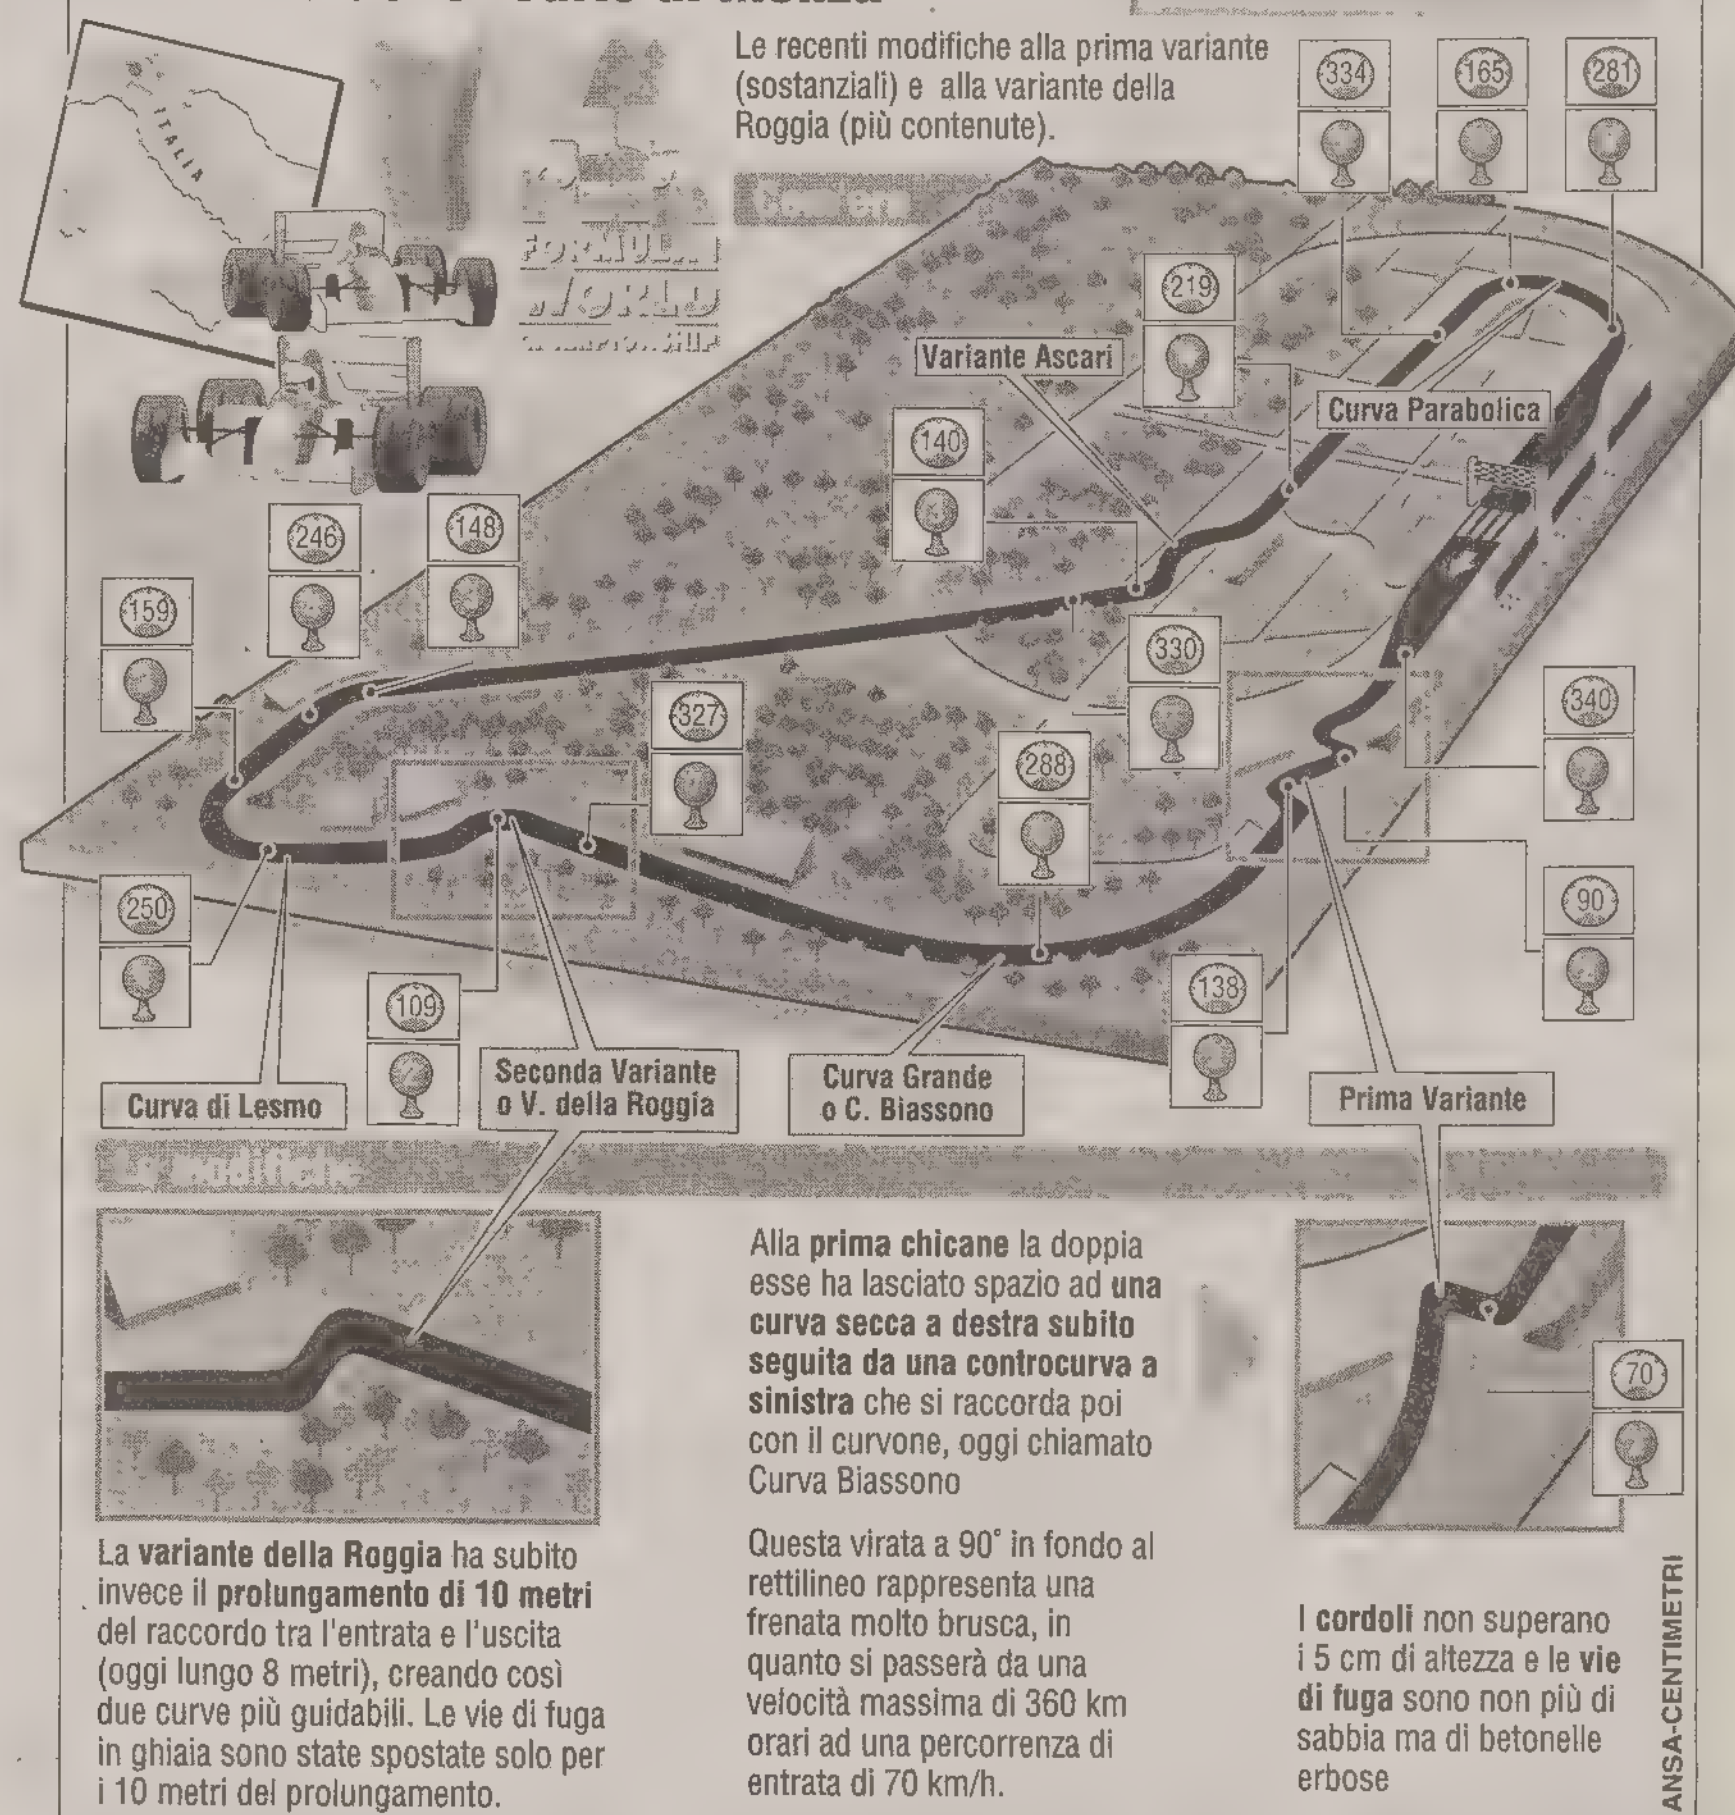 Le recenti modifiche alla prima variante
(sostanziali) e alla variante della
Roggia (più contenute).
334
165
281
ITALIA
FORMULA 1
WORLD
CHAMPIONSHIP
219
Variante Ascari
Curva Parabolica
140
246
148
159
330
327
340
288
250
90
138
109
Curva di Lesmo
Seconda Variante
o V. della Roggia
Curva Grande
o C. Biassono
Prima Variante
Le modifiche
La variante della Roggia ha subito
invece il prolungamento di 10 metri
del raccordo tra l'entrata e l'uscita
(oggi lungo 8 metri), creando così
due curve più guidabili. Le vie di fuga
in ghiaia sono state spostate solo per
i 10 metri del prolungamento.
Alla prima chicane la doppia
esse ha lasciato spazio ad una
curva secca a destra subito
seguita da una controcurva a
sinistra che si raccorda poi
con il curvone, oggi chiamato
Curva Biassono
Questa virata a 90° in fondo al
rettilineo rappresenta una
frenata molto brusca, in
quanto si passerà da una
velocità massima di 360 km
orari ad una percorrenza di
entrata di 70 km/h.
70
I cordoli non superano
i 5 cm di altezza e le vie
di fuga sono non più di
sabbia ma di betonelle
erbose
ANSA-CENTIMETRI